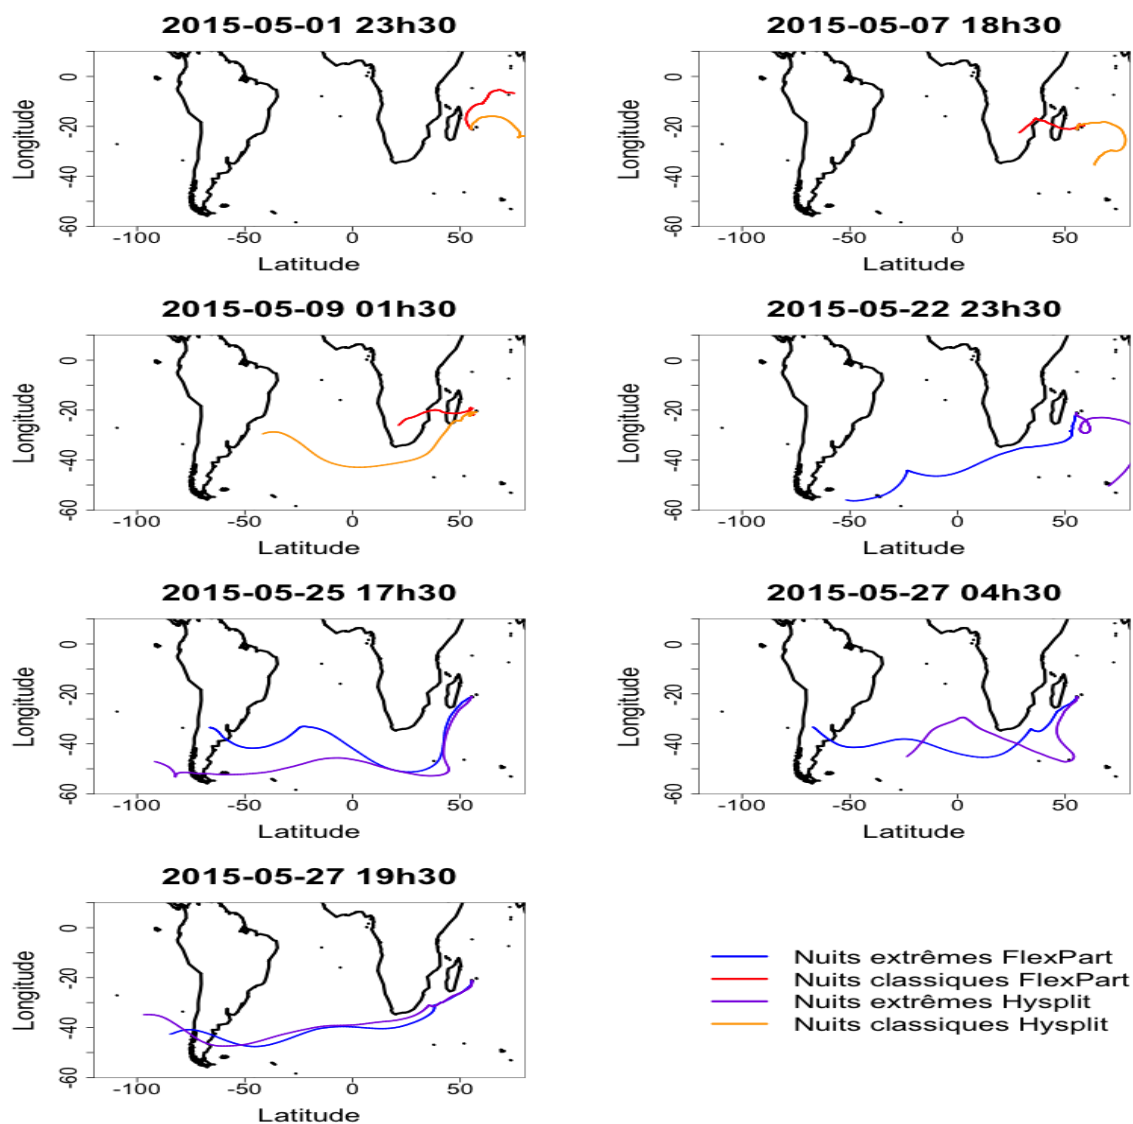 2015-05-01 23h30
Longitude
0
-20
-40
-60
-100 -50 0 50
Latitude
2015-05-07 18h30
Longitude
0
-20
-40
-60
-100 -50 0 50
Latitude
2015-05-09 01h30
Longitude
0
-20
-40
-60
-100 -50 0 50
Latitude
2015-05-22 23h30
Longitude
0
-20
-40
-60
-100 -50 0 50
Latitude
2015-05-25 17h30
Longitude
0
-20
-40
-60
-100 -50 0 50
Latitude
2015-05-27 04h30
Longitude
0
-20
-40
-60
-100 -50 0 50
Latitude
2015-05-27 19h30
Longitude
0
-20
-40
-60
-100 -50 0 50
Latitude
Nuits extrêmes FlexPart
Nuits classiques FlexPart
Nuits extrêmes Hysplit
Nuits classiques Hysplit